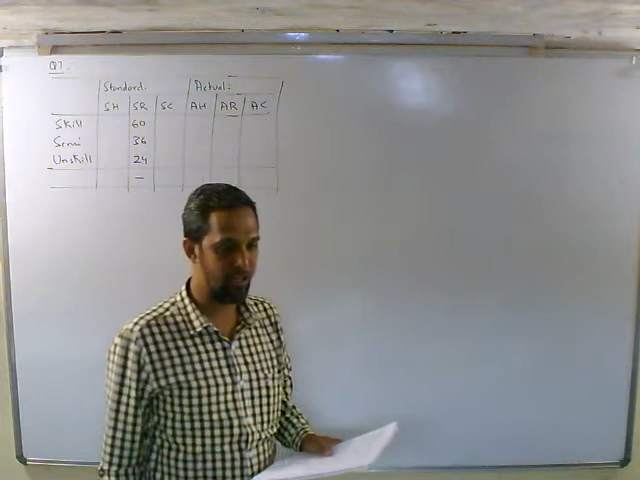 Q7.
Standard. Actual:
SH SR SC AH AR AC
Skill 60
Semi 36
Unskill 24
–